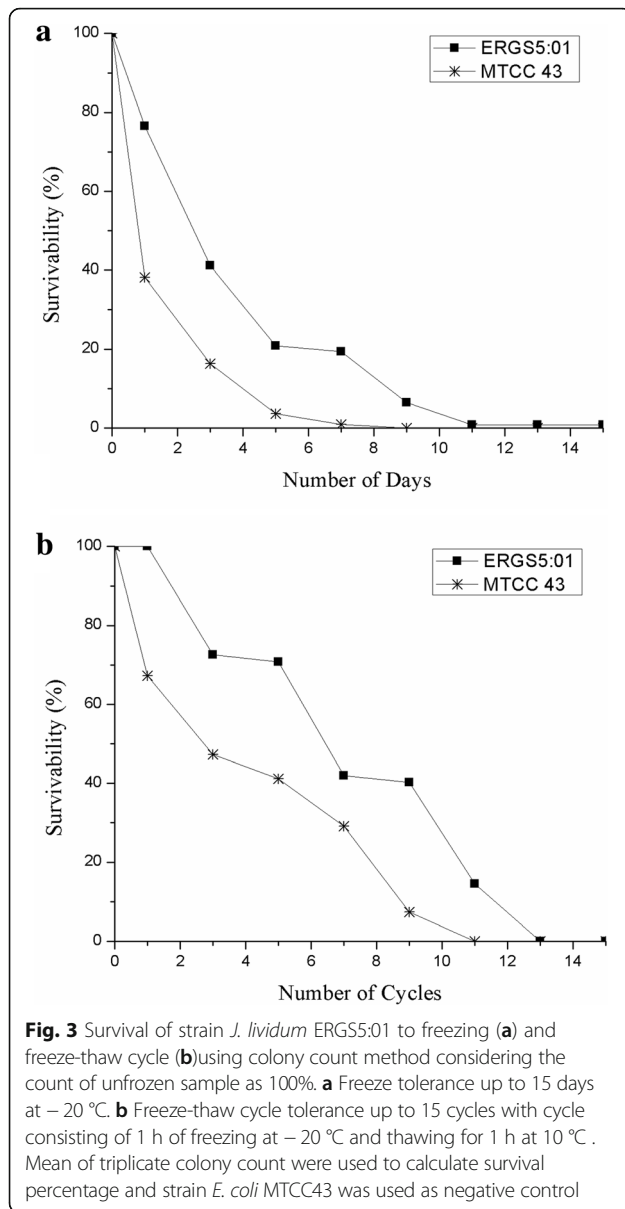 a
100
80
60
40
20
0
Survivability (%)
ERGS5:01
MTCC 43
0 2 4 6 8 10 12 14
Number of Days
b
100
80
60
40
20
0
Survivability (%)
ERGS5:01
MTCC 43
0 2 4 6 8 10 12 14
Number of Cycles
Fig. 3 Survival of strain J. lividum ERGS5:01 to freezing (a) and
freeze-thaw cycle (b)using colony count method considering the
count of unfrozen sample as 100%. a Freeze tolerance up to 15 days
at − 20 °C. b Freeze-thaw cycle tolerance up to 15 cycles with cycle
consisting of 1 h of freezing at − 20 °C and thawing for 1 h at 10 °C .
Mean of triplicate colony count were used to calculate survival
percentage and strain E. coli MTCC43 was used as negative control